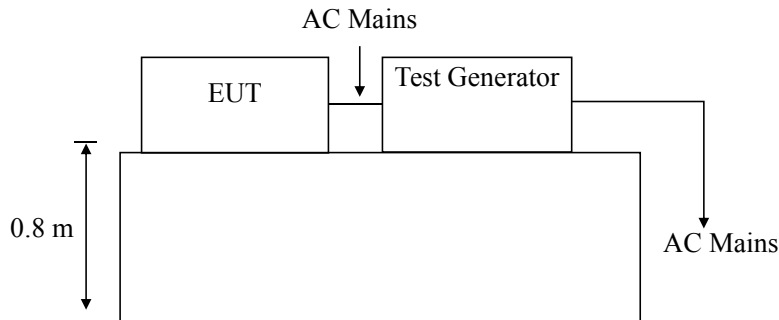 AC Mains
EUT
Test Generator
0.8 m
AC Mains